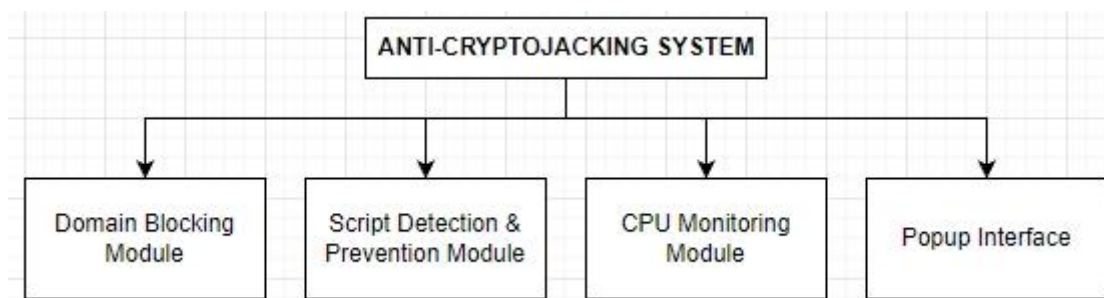 ANTI-CRYPTOJACKING SYSTEM
Domain Blocking
Module
Script Detection &
Prevention Module
CPU Monitoring
Module
Popup Interface